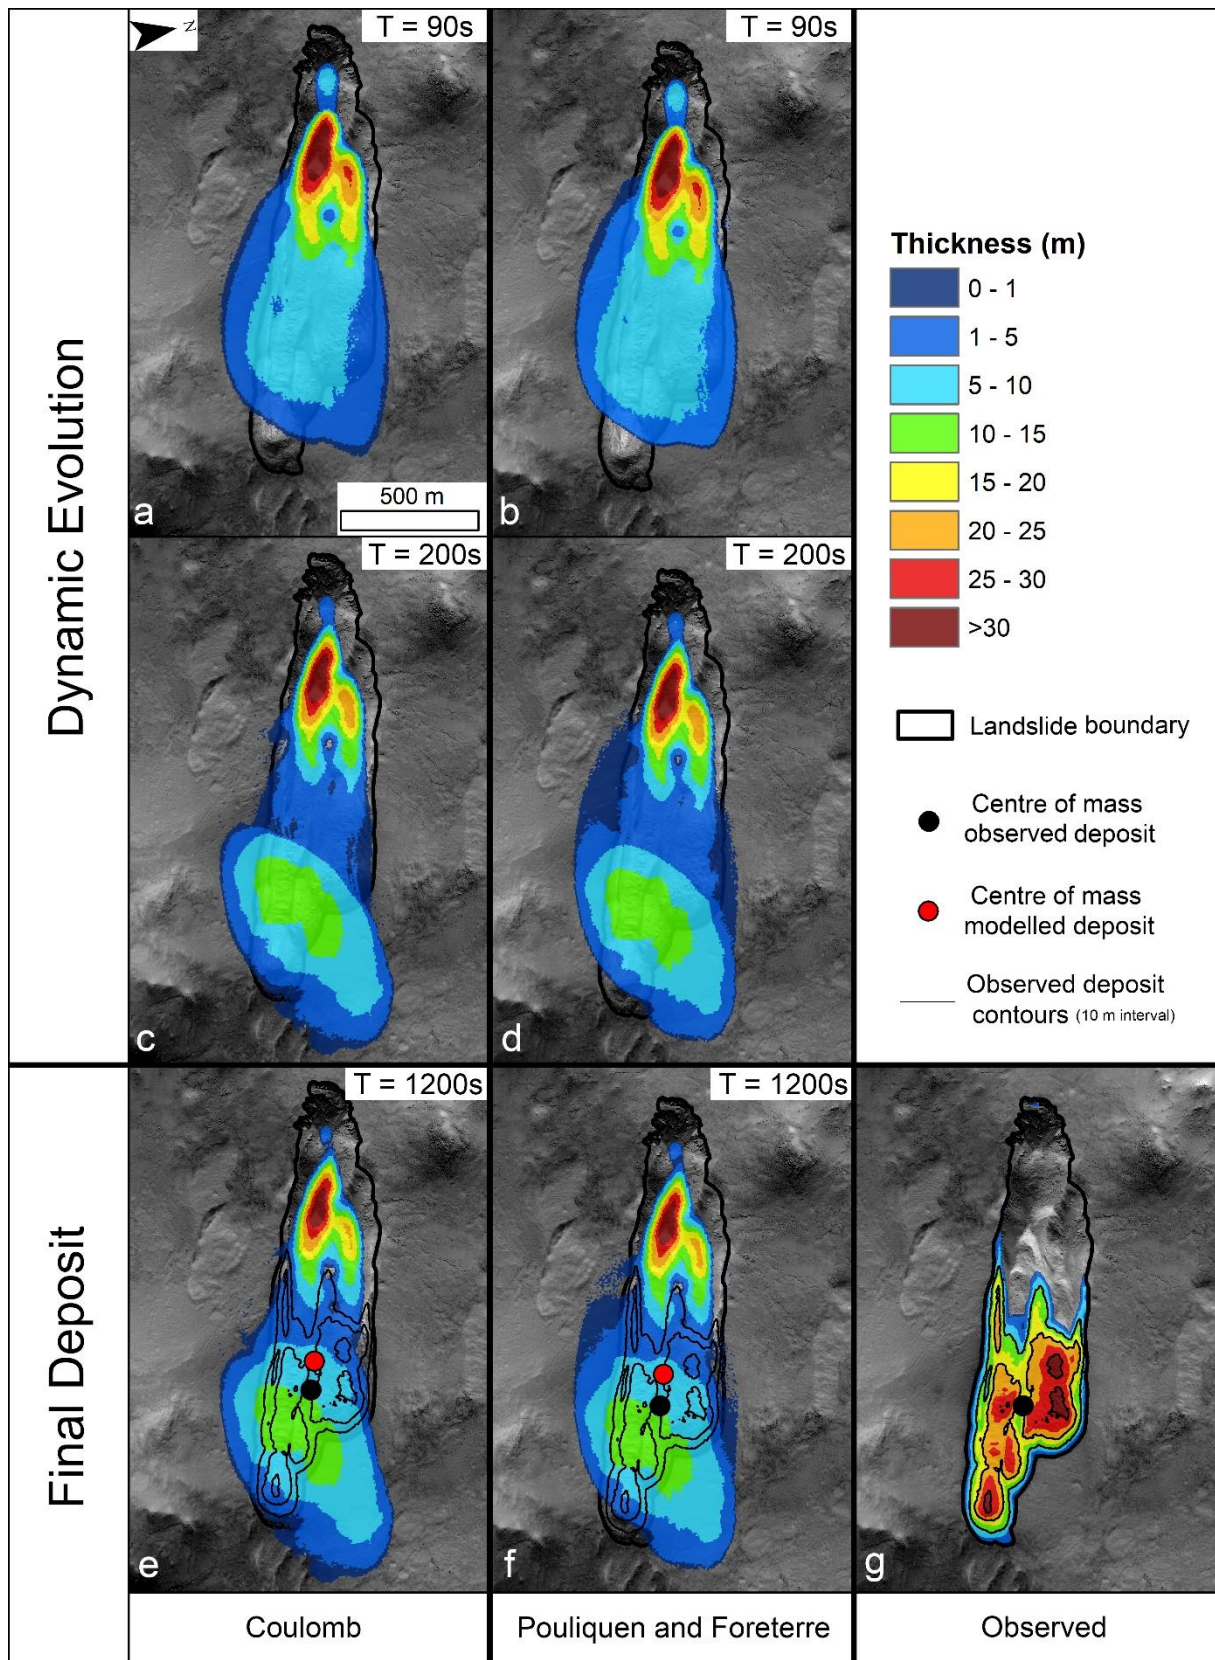 N
T = 90s
T = 90s
Dynamic Evolution
500 m
a
b
T = 200s
T = 200s
c
d
Thickness (m)
0 - 1
1 - 5
5 - 10
10 - 15
15 - 20
20 - 25
25 - 30
>30
Landslide boundary
Centre of mass
observed deposit
Centre of mass
modelled deposit
Observed deposit
contours (10 m interval)
Final Deposit
T = 1200s
T = 1200s
e
f
g
Coulomb
Pouliquen and Foreterre
Observed